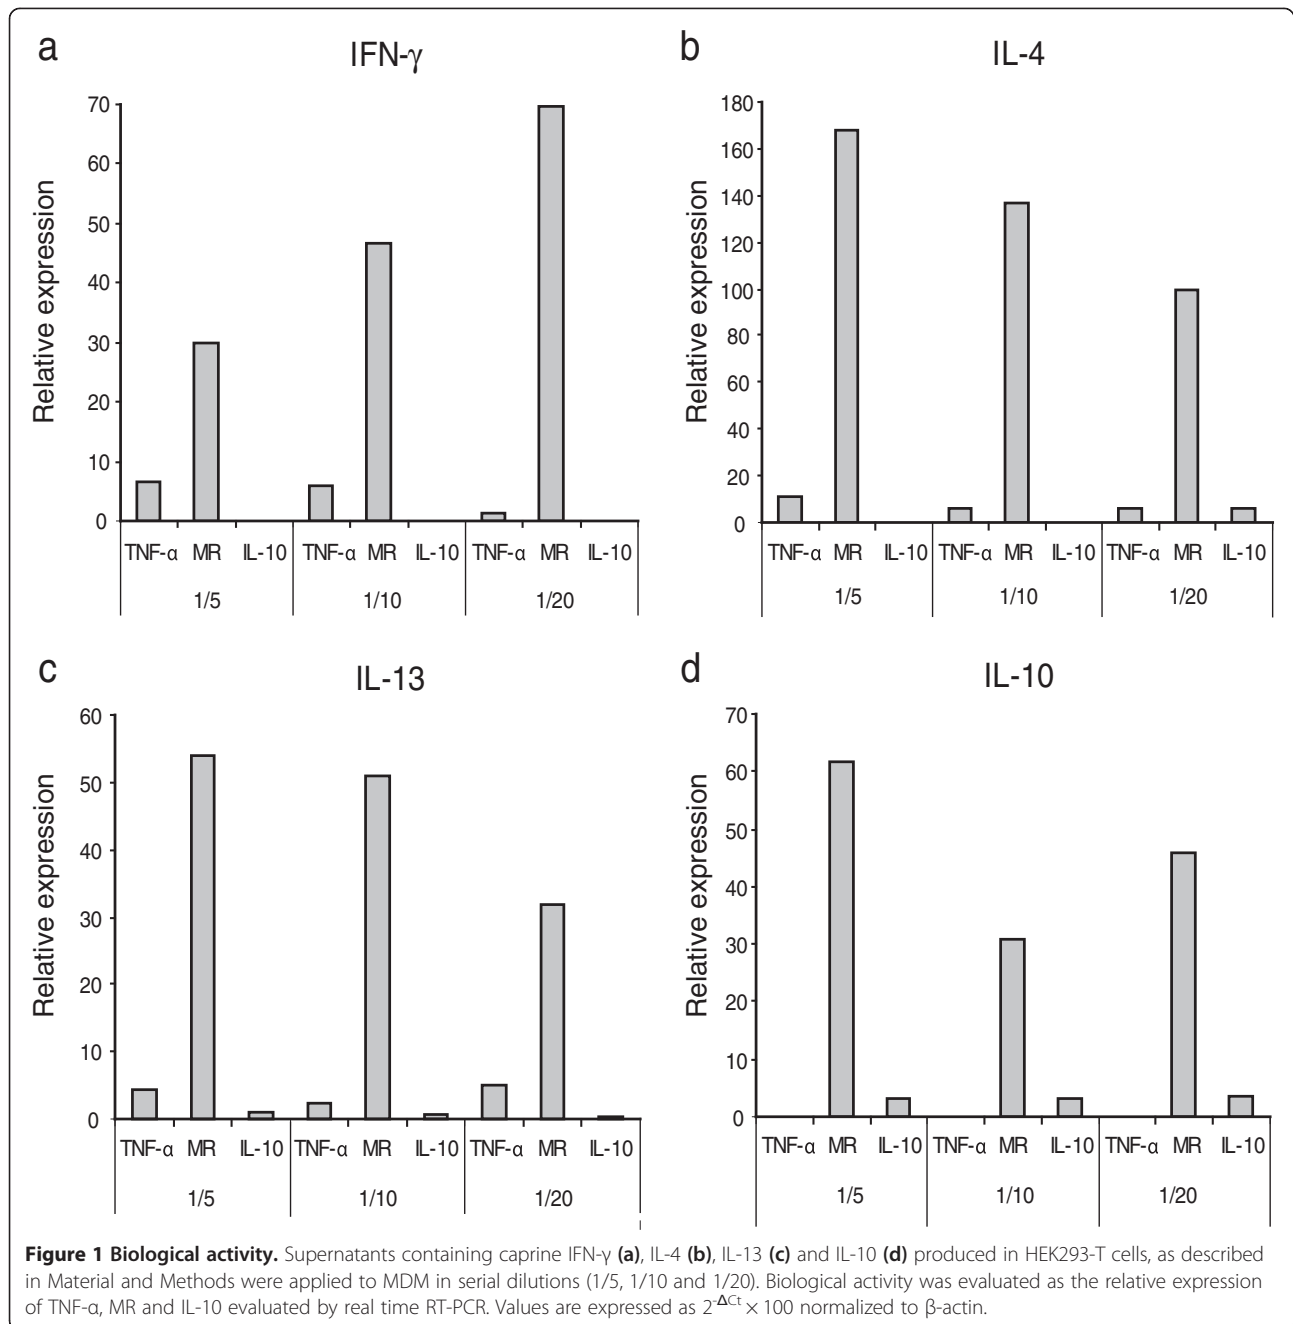 a
IFN-γ
Relative expression
70
60
50
40
30
20
10
0
TNF-α MR IL-10 TNF-α MR IL-10 TNF-α MR IL-10
1/5 1/10 1/20
b
IL-4
Relative expression
180
160
140
120
100
80
60
40
20
0
TNF-α MR IL-10 TNF-α MR IL-10 TNF-α MR IL-10
1/5 1/10 1/20
c
IL-13
Relative expression
60
50
40
30
20
10
0
TNF-α MR IL-10 TNF-α MR IL-10 TNF-α MR IL-10
1/5 1/10 1/20
d
IL-10
Relative expression
70
60
50
40
30
20
10
0
TNF-α MR IL-10 TNF-α MR IL-10 TNF-α MR IL-10
1/5 1/10 1/20
Figure 1 Biological activity. Supernatants containing caprine IFN-γ (a), IL-4 (b), IL-13 (c) and IL-10 (d) produced in HEK293-T cells, as described
in Material and Methods were applied to MDM in serial dilutions (1/5, 1/10 and 1/20). Biological activity was evaluated as the relative expression
of TNF-α, MR and IL-10 evaluated by real time RT-PCR. Values are expressed as 2^-ΔCt × 100 normalized to β-actin.